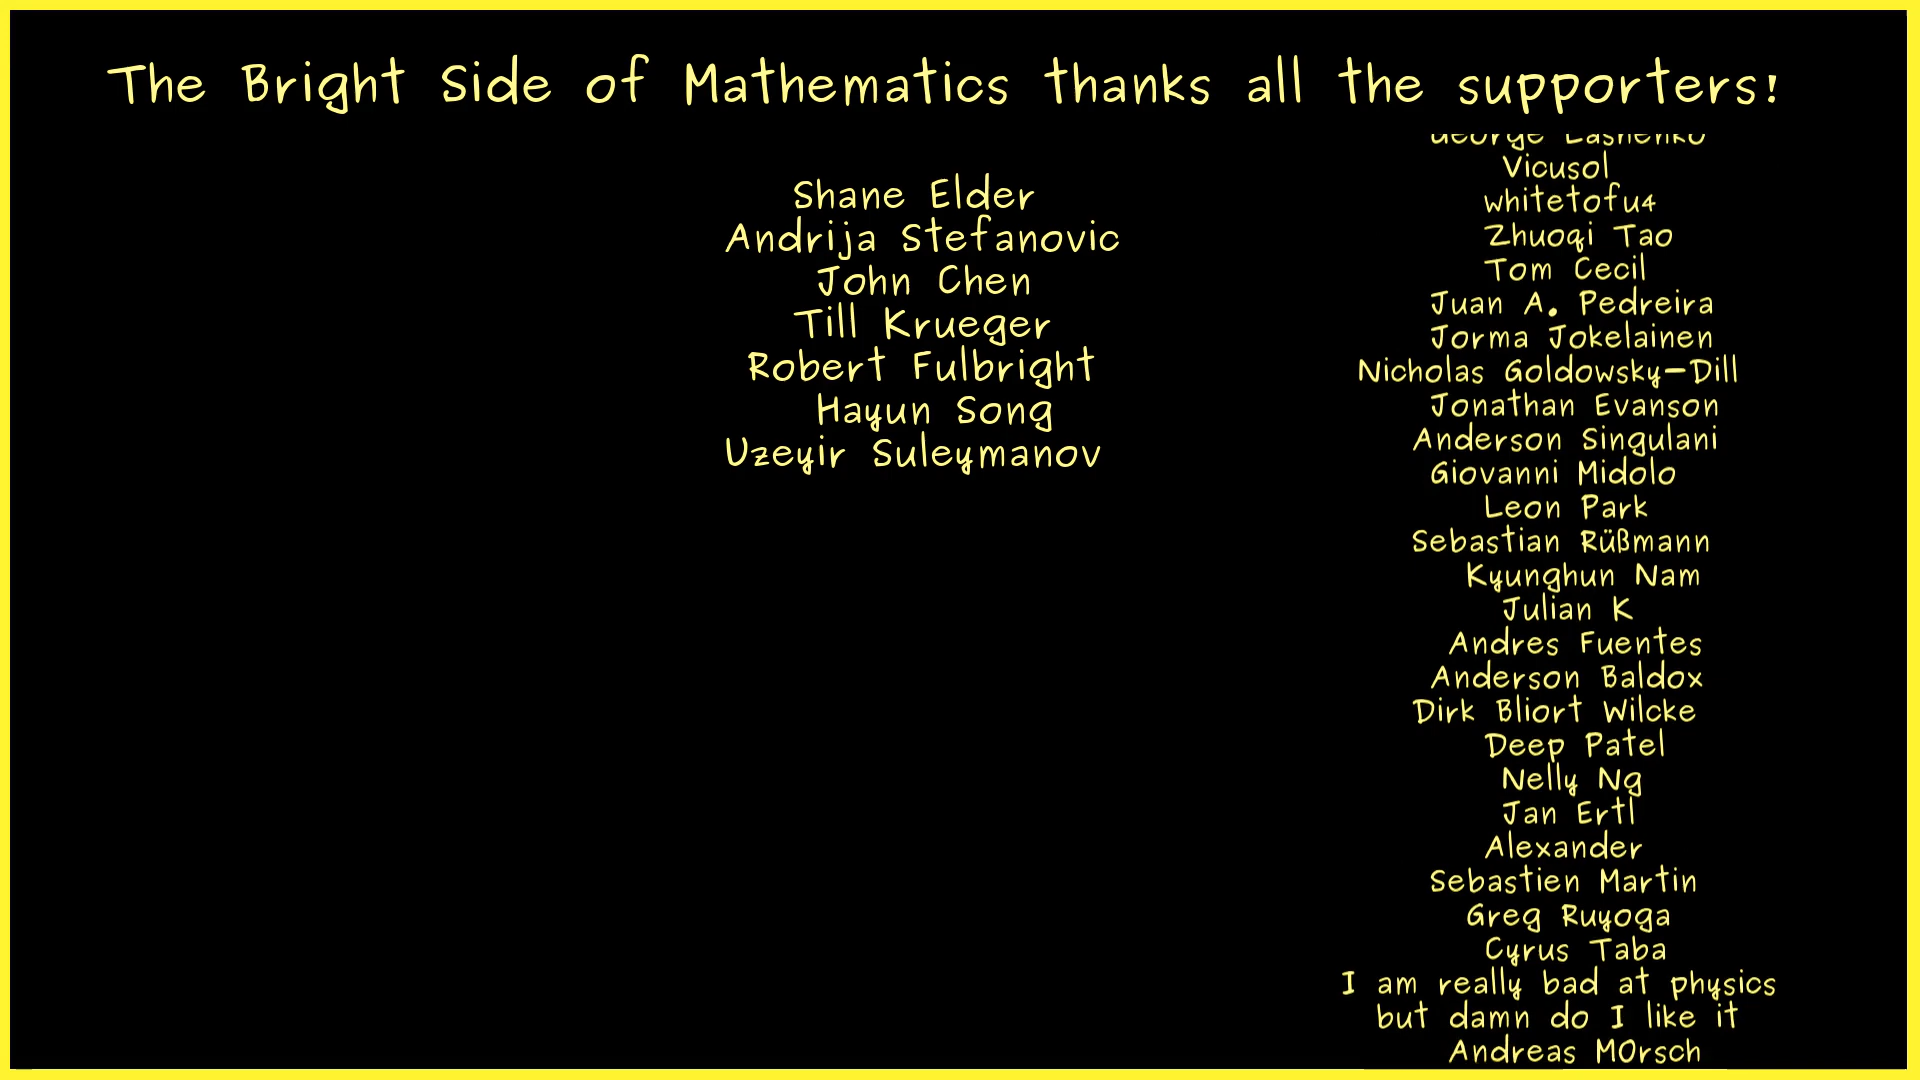 The Bright Side of Mathematics thanks all the supporters!
Shane Elder
Andrija Stefanovic
John Chen
Till Krueger
Robert Fulbright
Hayun Song
Uzeyir Suleymanov
Vicusol
whitetofu4
Zhuoqi Tao
Tom Cecil
Juan A. Pedreira
Jorma Jokelainen
Nicholas Goldowsky-Dill
Jonathan Evanson
Anderson Singulani
Giovanni Midolo
Leon Park
Sebastian Rüßmann
Kyunghun Nam
Julian K
Andres Fuentes
Anderson Baldox
Dirk Bliort Wilcke
Deep Patel
Nelly Ng
Jan Ertl
Alexander
Sebastien Martin
Greg Ruyoga
Cyrus Taba
I am really bad at physics
but damn do I like it
Andreas M0rsch